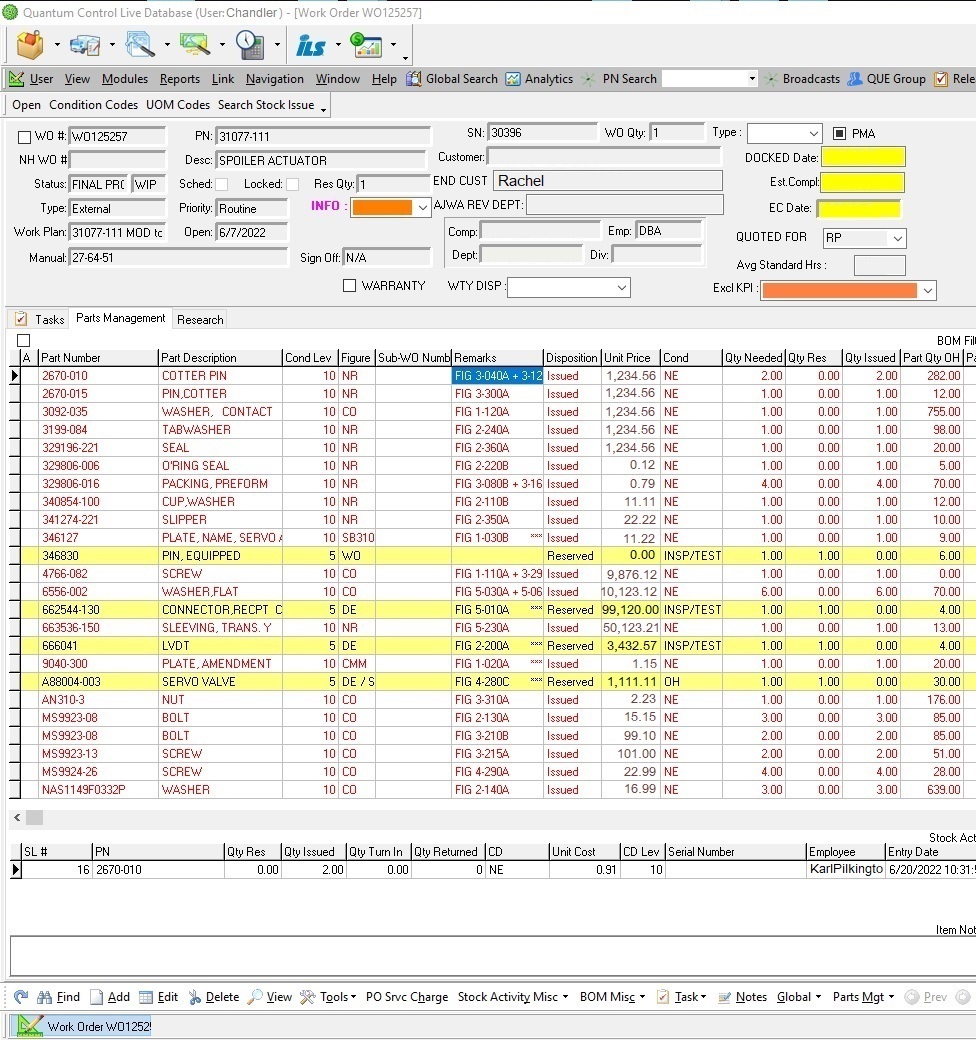 Quantum Control Live Database (User:Chandler) - [Work Order WO125257]
ILS
User View Modules Reports Link Navigation Window Help Global Search Analytics PN Search Broadcasts QUE Group Rele
Open Condition Codes UOM Codes Search Stock Issue
WO #: WO125257 PN: 31077-111 SN: 30396 WO Qty: 1 Type : PMA
NH WO # Desc: SPOILER ACTUATOR Customer: DOCKED Date:
Status: FINAL PR( WIP Sched: Locked: Res Qty: 1 END CUST Rachel Est.Compl:
Type: External Priority: Routine INFO : AJWA REV DEPT: EC Date:
Work Plan: 31077-111 MOD tc Open: 6/7/2022 Comp: Emp: DBA QUOTED FOR RP
Manual: 27-64-51 Sign Off: N/A Dept: Div: Avg Standard Hrs :
WARRANTY WTY DISP : Excl KPI :
Tasks Parts Management Research
BOM Fil
A Part Number Part Description Cond Lev Figure Sub-WO Numb Remarks Disposition Unit Price Cond Qty Needed Qty Res Qty Issued Part Qty OH Pa
2670-010 COTTER PIN 10 NR FIG 3-040A + 3-12 Issued 1,234.56 NE 2.00 0.00 2.00 282.00
2670-015 PIN,COTTER 10 NR FIG 3-300A Issued 1,234.56 NE 1.00 0.00 1.00 12.00
3092-035 WASHER, CONTACT 10 CO FIG 1-120A Issued 1,234.56 NE 1.00 0.00 1.00 755.00
3199-084 TABWASHER 10 NR FIG 2-240A Issued 1,234.56 NE 1.00 0.00 1.00 98.00
329196-221 SEAL 10 NR FIG 2-360A Issued 1,234.56 NE 1.00 0.00 1.00 20.00
329806-006 O'RING SEAL 10 NR FIG 2-220B Issued 0.12 NE 1.00 0.00 1.00 5.00
329806-016 PACKING, PREFORM 10 NR FIG 3-080B + 3-16 Issued 0.79 NE 4.00 0.00 4.00 70.00
340854-100 CUP,WASHER 10 NR FIG 2-110B Issued 11.11 NE 1.00 0.00 1.00 12.00
341274-221 SLIPPER 10 NR FIG 2-350A Issued 22.22 NE 1.00 0.00 1.00 10.00
346127 PLATE, NAME, SERVO A 10 SB310 FIG 1-030B *** Issued 11.22 NE 1.00 0.00 1.00 9.00
346830 PIN, EQUIPPED 5 WO Reserved 0.00 INSP/TEST 1.00 1.00 0.00 6.00
4766-082 SCREW 10 CO FIG 1-110A + 3-29 Issued 9,876.12 NE 1.00 0.00 1.00 0.00
6556-002 WASHER,FLAT 10 CO FIG 5-030A + 5-06 Issued 10,123.12 NE 6.00 0.00 6.00 70.00
662544-130 CONNECTOR,RECPT C 5 DE FIG 5-010A *** Reserved 99,120.00 INSP/TEST 1.00 1.00 0.00 4.00
663536-150 SLEEVING, TRANS. Y 10 NR FIG 5-230A Issued 50,123.21 NE 1.00 0.00 1.00 13.00
666041 LVDT 5 DE FIG 2-200A *** Reserved 3,432.57 INSP/TEST 1.00 1.00 0.00 4.00
9040-300 PLATE, AMENDMENT 10 CMM FIG 1-020A *** Issued 1.15 NE 1.00 0.00 1.00 20.00
A88004-003 SERVO VALVE 5 DE / S FIG 4-280C *** Reserved 1,111.11 OH 1.00 1.00 0.00 30.00
AN310-3 NUT 10 CO FIG 3-310A Issued 2.23 NE 1.00 0.00 1.00 176.00
MS9923-08 BOLT 10 CO FIG 2-130A Issued 15.15 NE 3.00 0.00 3.00 85.00
MS9923-08 BOLT 10 CO FIG 3-210B Issued 99.10 NE 2.00 0.00 2.00 85.00
MS9923-13 SCREW 10 CO FIG 3-215A Issued 101.00 NE 2.00 0.00 2.00 51.00
MS9924-26 SCREW 10 CO FIG 4-290A Issued 22.99 NE 4.00 0.00 4.00 28.00
NAS1149F0332P WASHER 10 CO FIG 2-140A Issued 16.99 NE 3.00 0.00 3.00 639.00
Stock Act
SL # PN Qty Res Qty Issued Qty Turn In Qty Returned CD Unit Cost CD Lev Serial Number Employee Entry Date
16 2670-010 0.00 2.00 0.00 0 NE 0.91 10 KarlPilkingto 6/20/2022 10:31:5
Item Not
Find Add Edit Delete View Tools PO Srvc Charge Stock Activity Misc BOM Misc Task Notes Global Parts Mgt Prev
Work Order WO12525